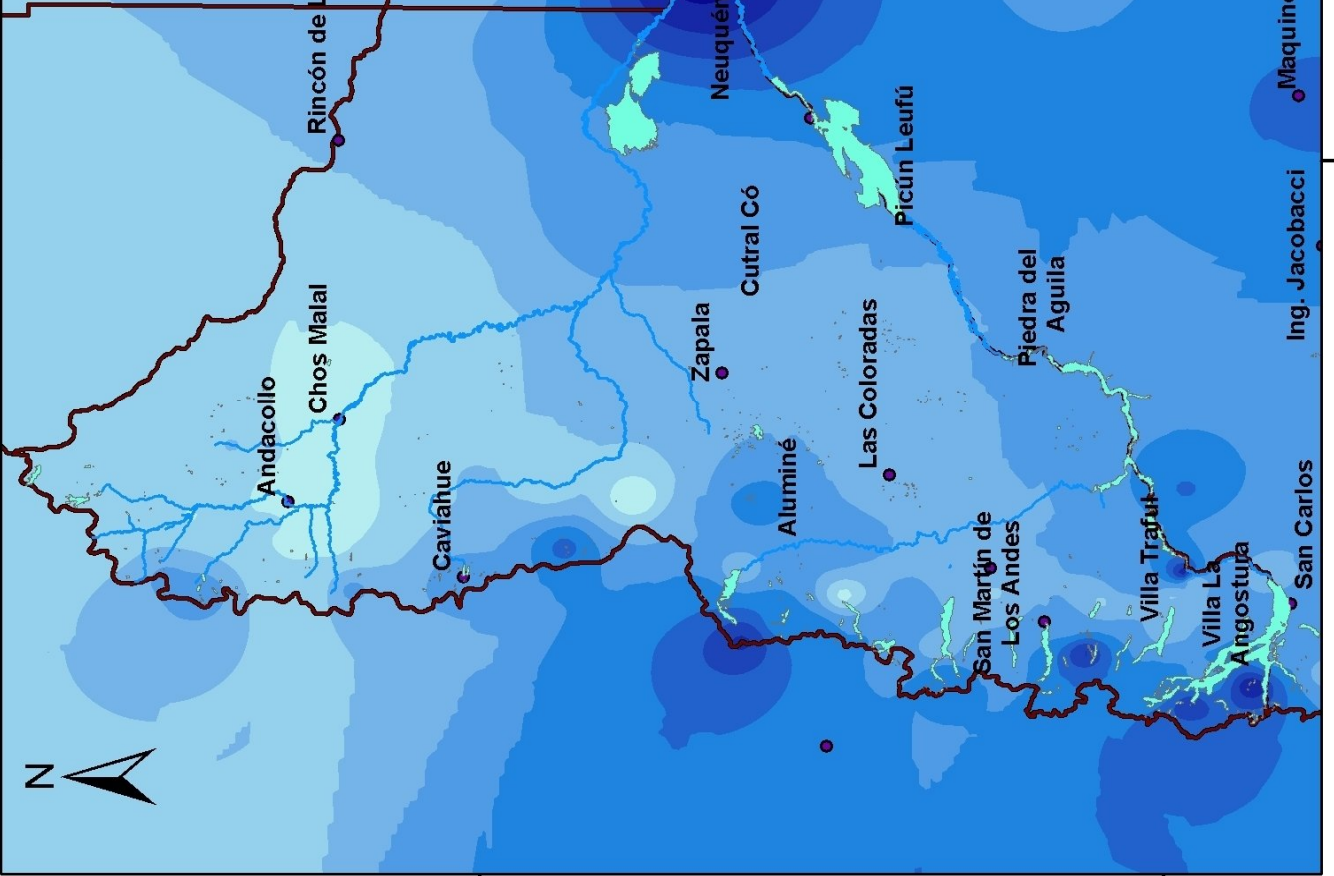 N
Andacollo
Chos Malal
Rincón de L
Caviahue
Zapala
Neuquén
Cutral Có
Aluminé
Las Coloradas
Picún Leufú
San Martín de
Los Andes
Piedra del
Aguila
Villa Traful
Villa La
Angostura
San Carlos
Ing. Jacobacci